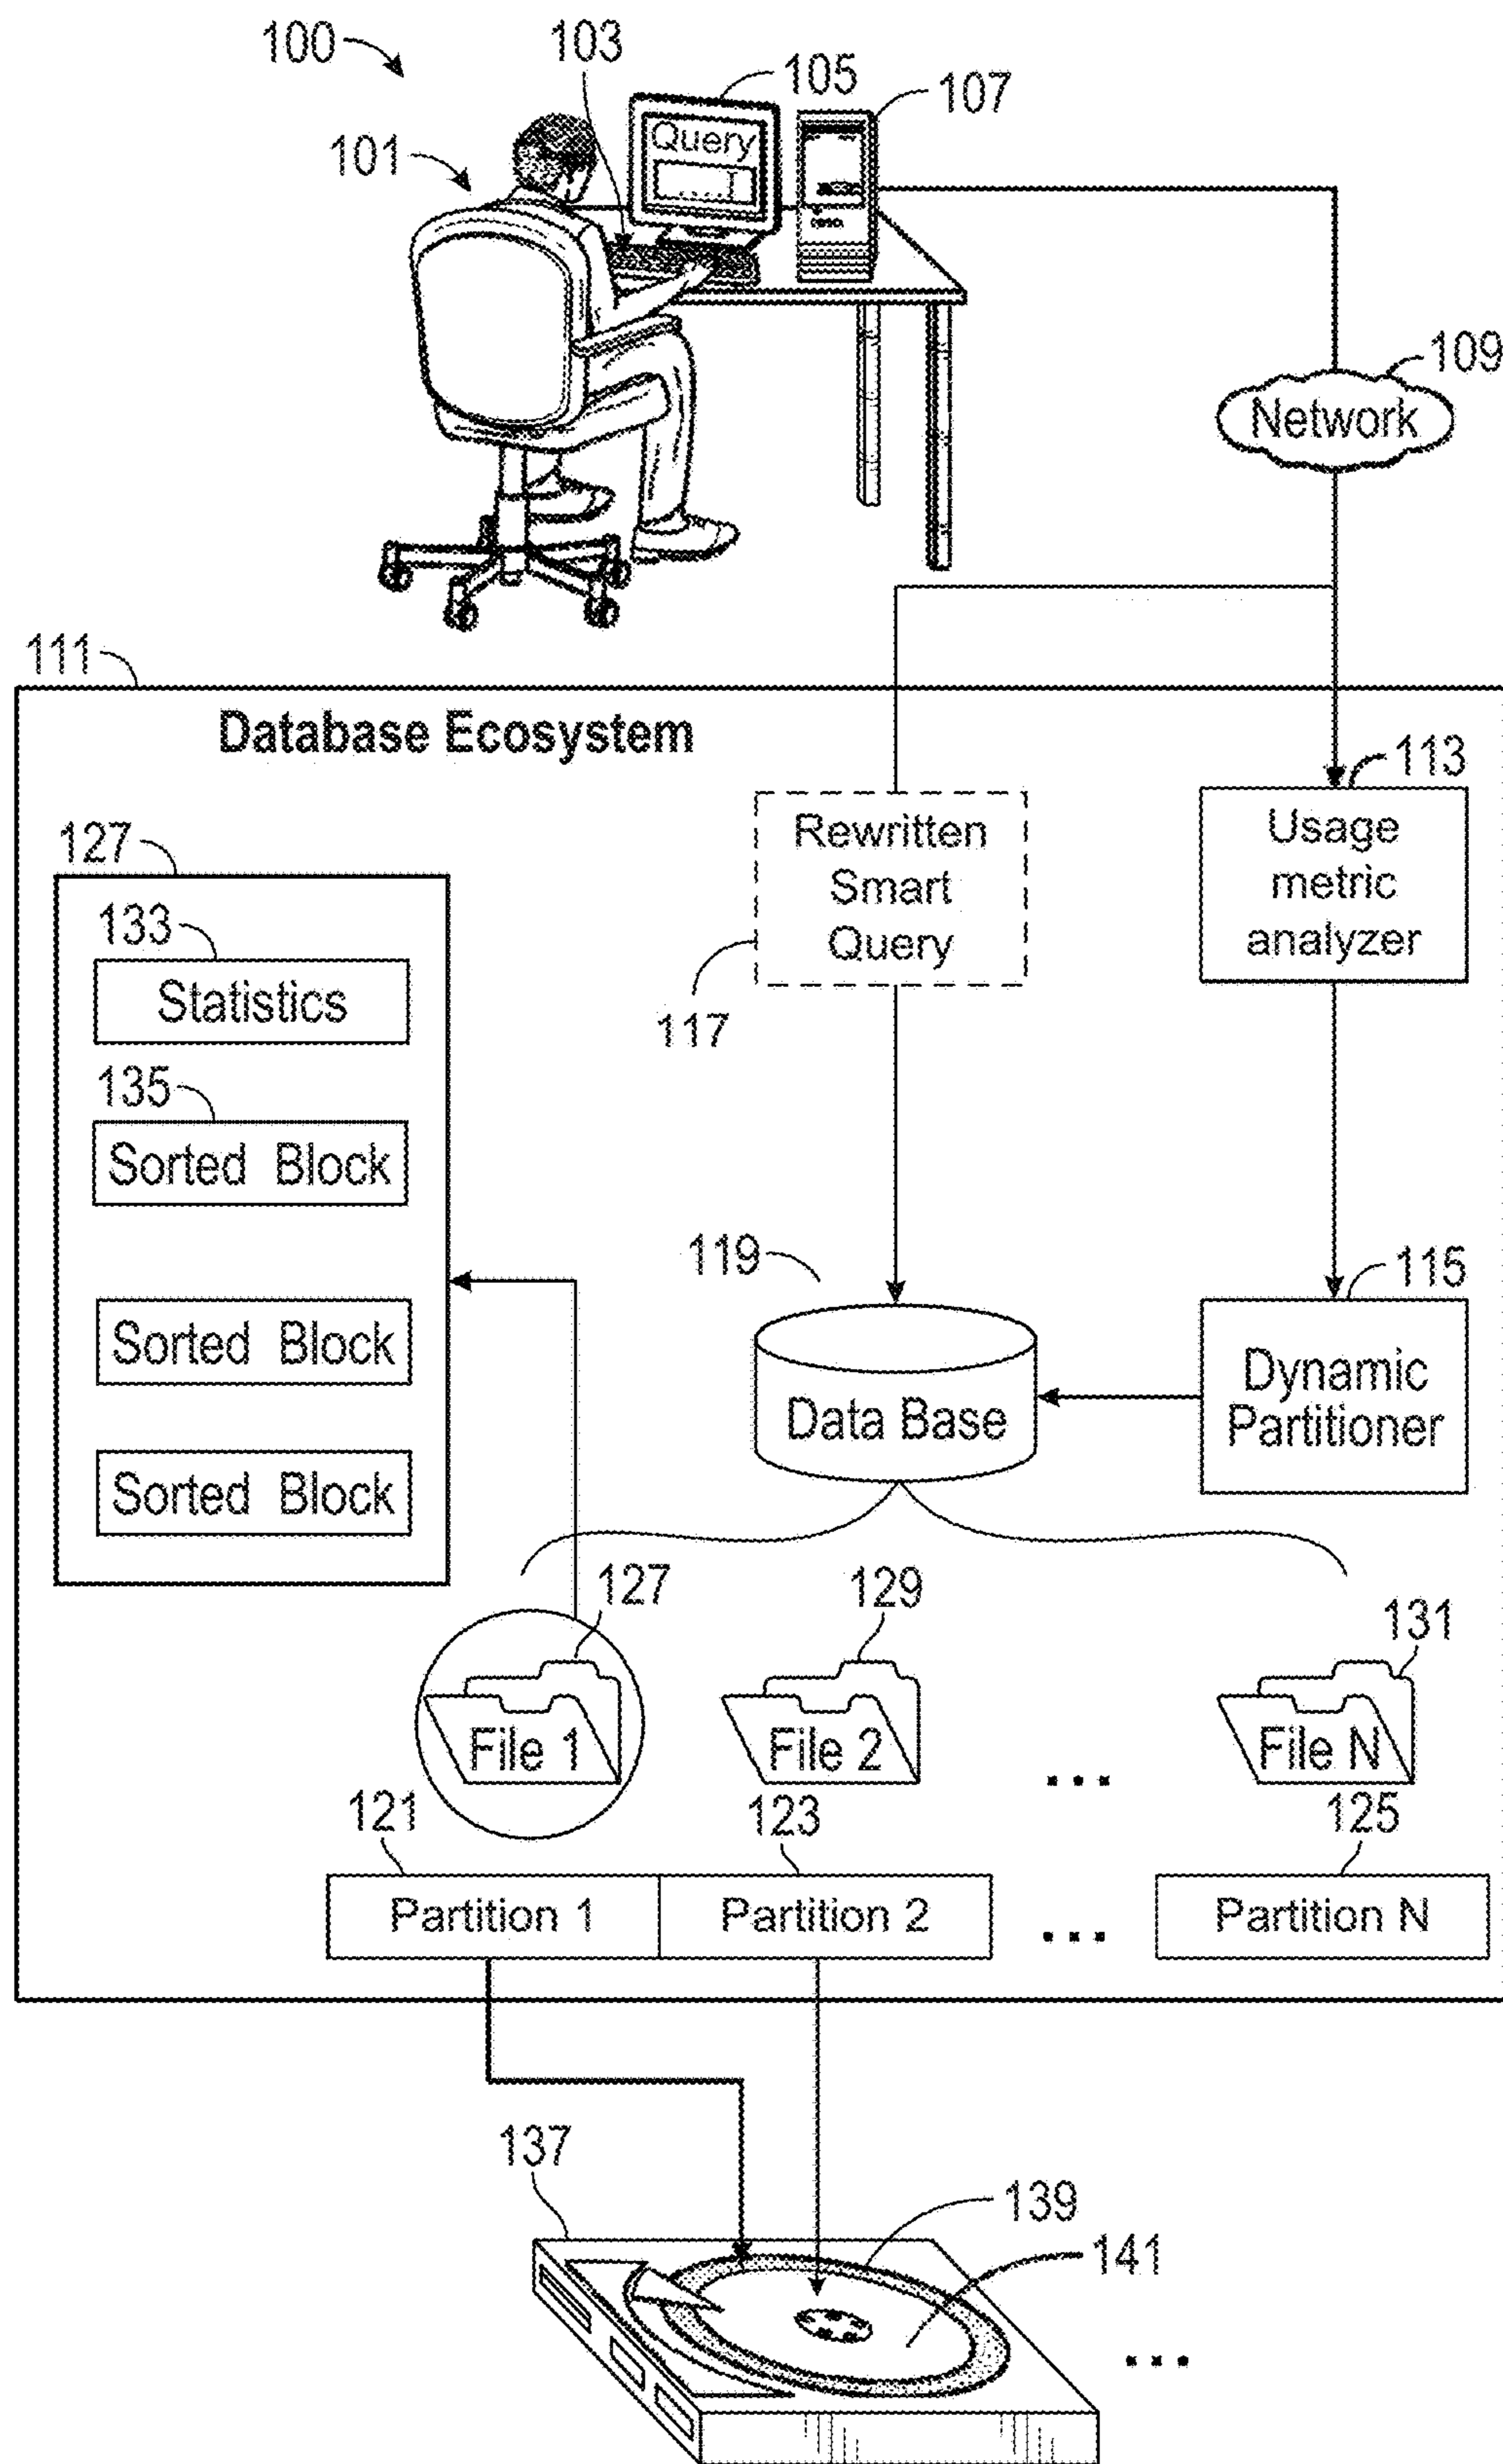 100
103
105
107
101
Query
109
Network
111
Database Ecosystem
113
Usage
metric
analyzer
Rewritten
Smart
Query
117
127
133
Statistics
135
Sorted Block
Sorted Block
Sorted Block
119
Data Base
115
Dynamic
Partitioner
127
File 1
129
File 2
...
131
File N
121
Partition 1
123
Partition 2
...
125
Partition N
137
139
141
...